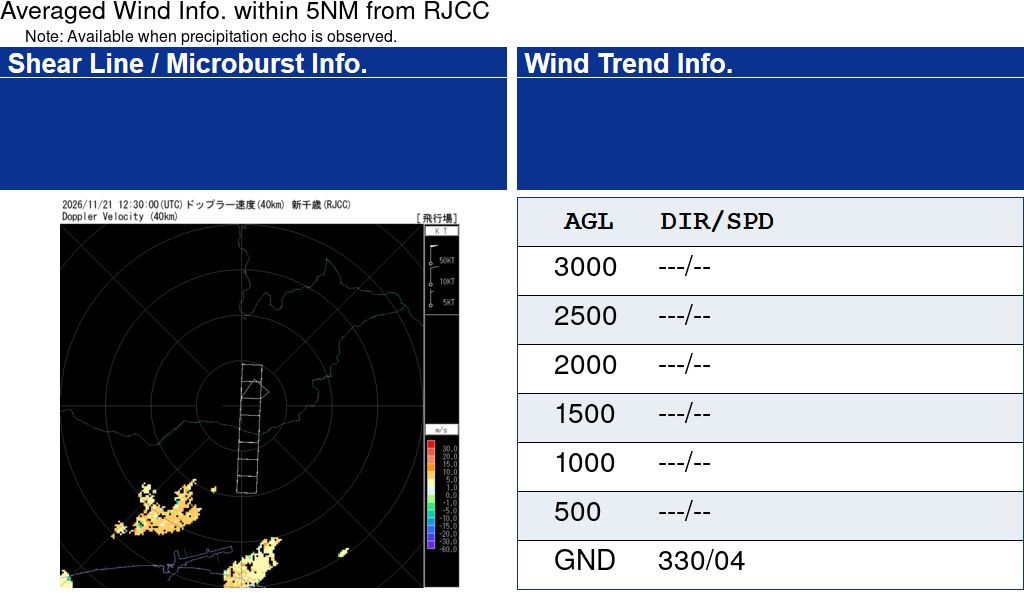 Averaged Wind Info. within 5NM from RJCC
Note: Available when precipitation echo is observed.
Shear Line / Microburst Info.
Wind Trend Info.
2026/11/21 12:30:00(UTC) ドップラー速度(40km) 新千歳(RJCC)
Doppler Velocity (40km)
[飛行場]
KT
50KT
10KT
5KT
m/s
30.0
20.0
15.0
10.0
5.0
1.0
0.0
-1.0
-5.0
-10.0
-15.0
-20.0
-30.0
-60.0
AGL DIR/SPD
3000 ---/--
2500 ---/--
2000 ---/--
1500 ---/--
1000 ---/--
500 ---/--
GND 330/04